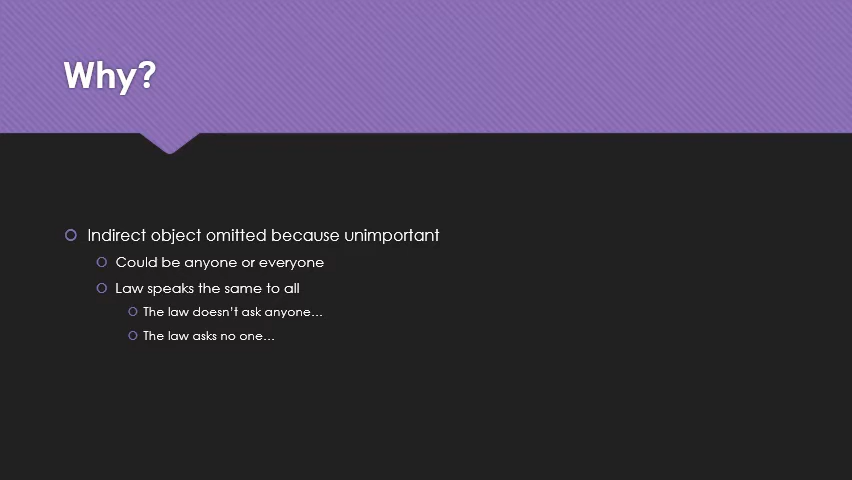 Why?
Indirect object omitted because unimportant
Could be anyone or everyone
Law speaks the same to all
The law doesn't ask anyone…
The law asks no one…